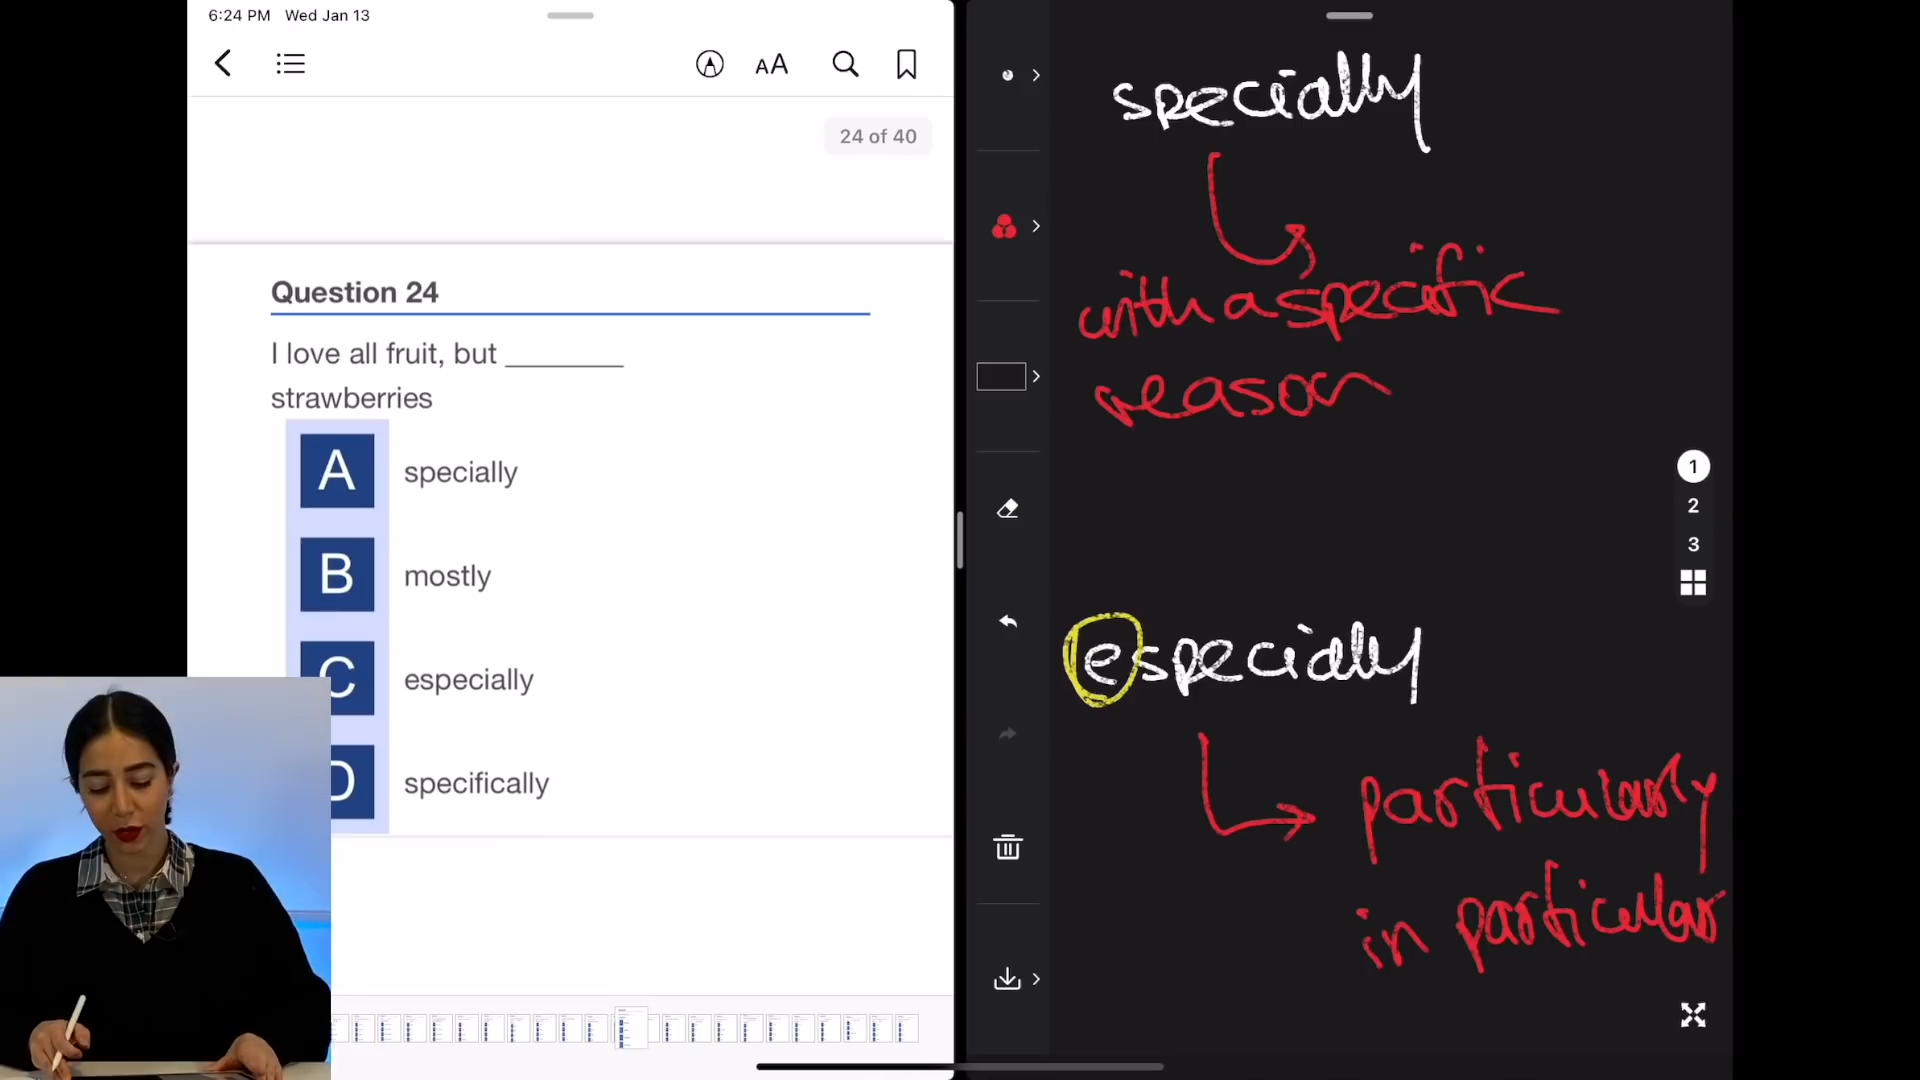 6:24 PM Wed Jan 13
AA
24 of 40
Question 24
I love all fruit, but ________
strawberries
A specially
B mostly
C especially
D specifically
specially
with a specific
reason
1
2
3
especially
particularly
in particular